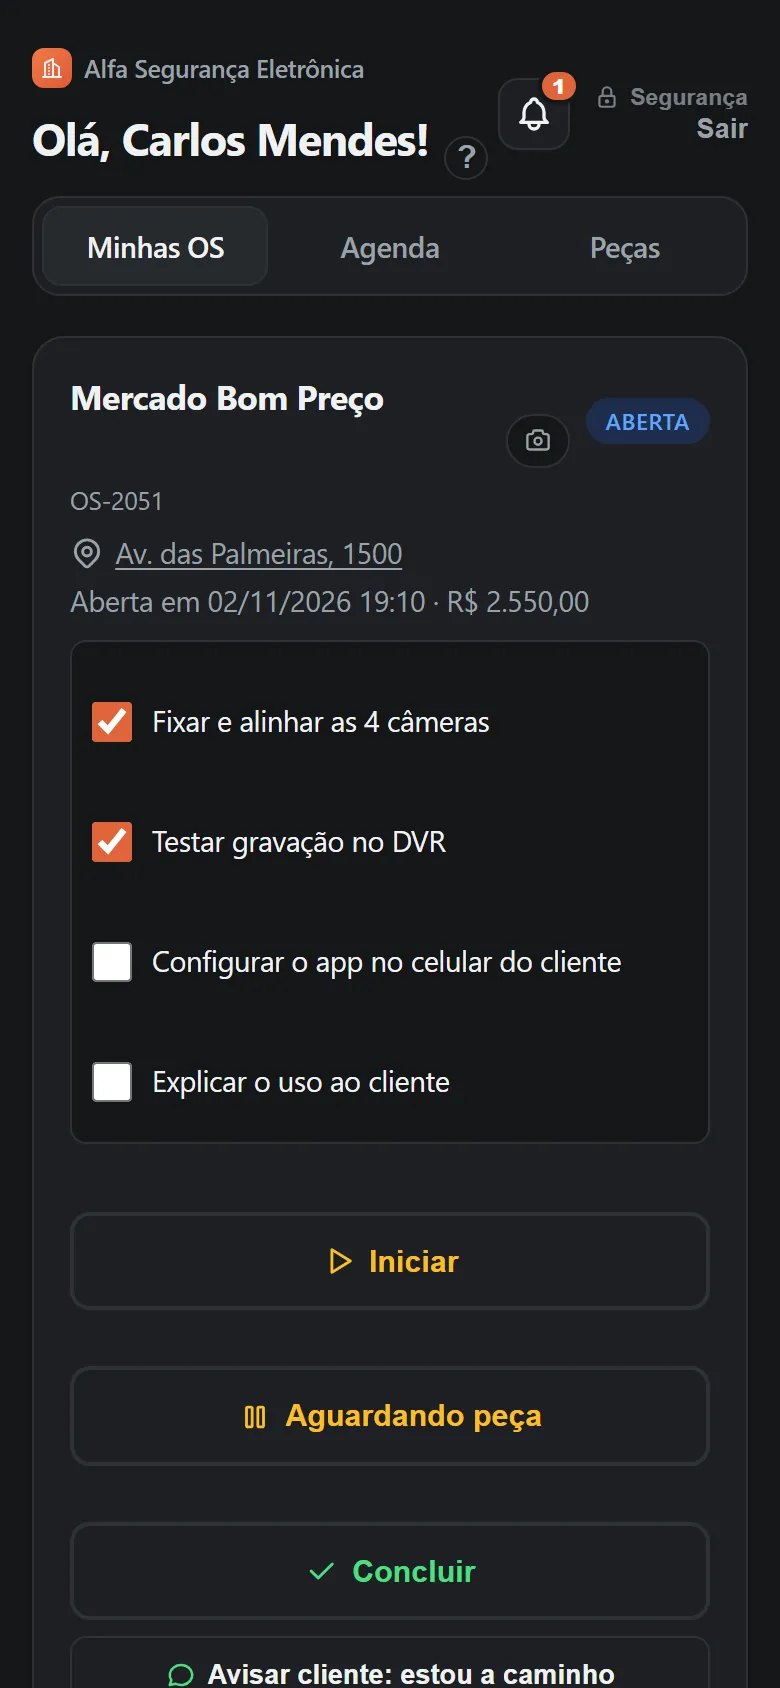 Alfa Segurança Eletrônica
Olá, Carlos Mendes!
?
1
Segurança
Sair
Minhas OS
Agenda
Peças
Mercado Bom Preço
ABERTA
OS-2051
Av. das Palmeiras, 1500
Aberta em 02/11/2026 19:10 · R$ 2.550,00
Fixar e alinhar as 4 câmeras
Testar gravação no DVR
Configurar o app no celular do cliente
Explicar o uso ao cliente
Iniciar
Aguardando peça
Concluir
Avisar cliente: estou a caminho